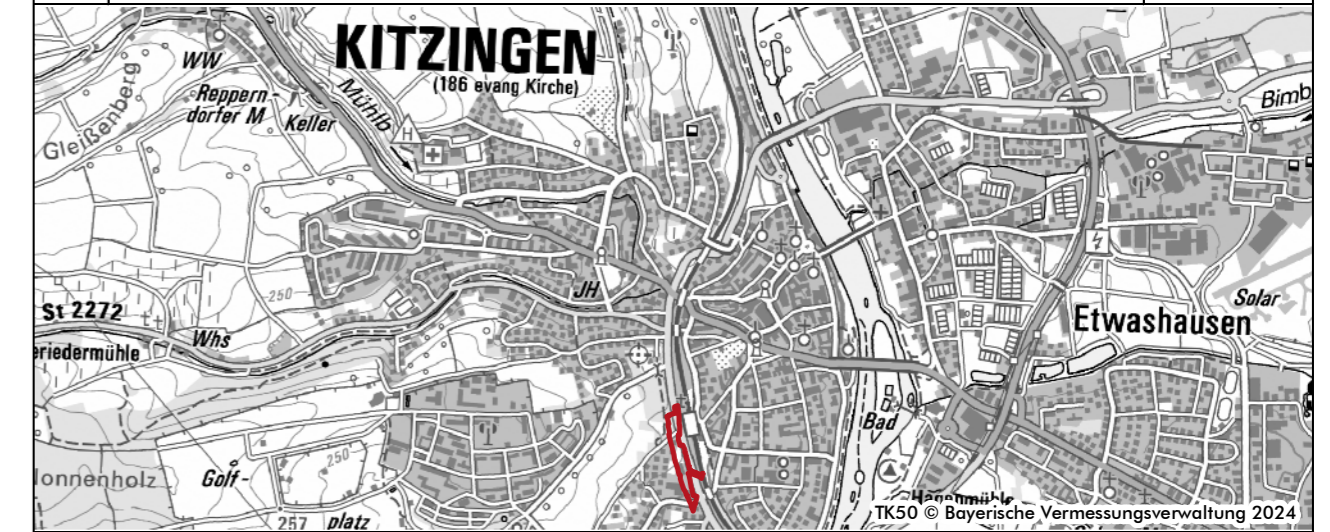 KITZINGEN
(186 evang Kirche)
WW
Reppern-
dorfer M
Keller
Mühlb
Gleißenberg
H
Bimb
250
JH
St 2272
Whs
eriedermühle
Solar
Etwashausen
Bad
onnenholz
Golf-
platz
250
257
Hagenmühle
TK50 © Bayerische Vermessungsverwaltung 2024